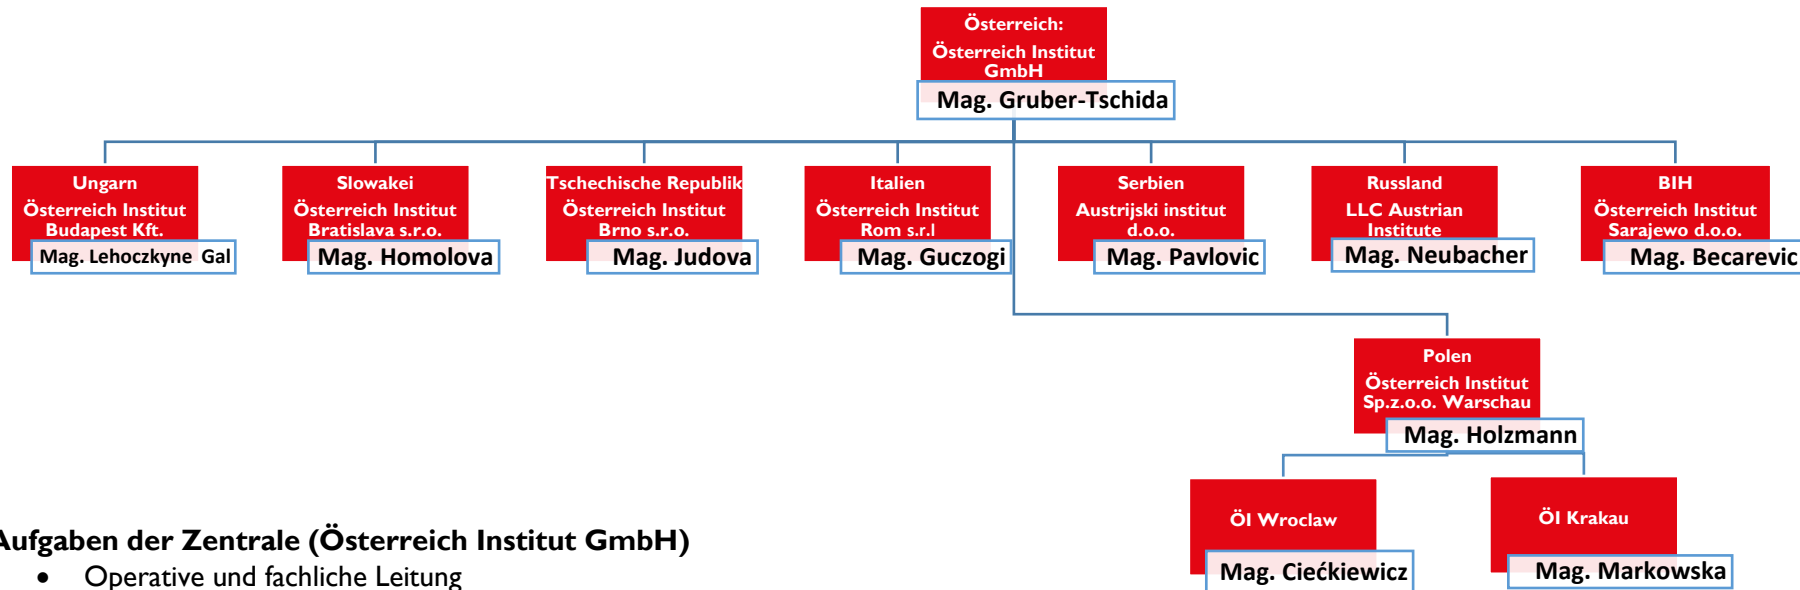 Österreich:
Österreich Institut
GmbH
Mag. Gruber-Tschida
Ungarn
Österreich Institut
Budapest Kft.
Mag. Lehoczkyne Gal
Slowakei
Österreich Institut
Bratislava s.r.o.
Mag. Homolova
Tschechische Republik
Österreich Institut
Brno s.r.o.
Mag. Judova
Italien
Österreich Institut
Rom s.r.l
Mag. Guczogi
Serbien
Austrijski institut
d.o.o.
Mag. Pavlovic
Russland
LLC Austrian
Institute
Mag. Neubacher
BIH
Österreich Institut
Sarajewo d.o.o.
Mag. Becarevic
Polen
Österreich Institut
Sp.z.o.o. Warschau
Mag. Holzmann
ÖI Wroclaw
Mag. Ciećkiewicz
ÖI Krakau
Mag. Markowska
Aufgaben der Zentrale (Österreich Institut GmbH)
• Operative und fachliche Leitung